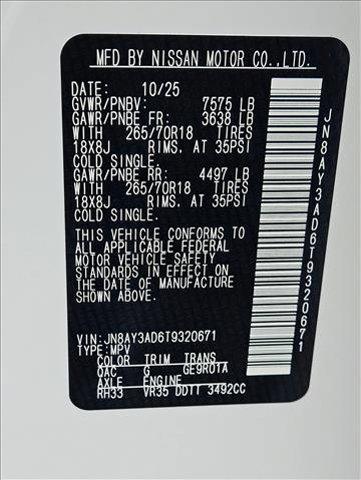 MFD BY NISSAN MOTOR CO.,LTD.
DATE: 10/25
GVWR/PNBV: 7575 LB
GAWR/PNBE FR: 3638 LB
WITH 265/70R18 TIRES
18X8J RIMS. AT 35PSI
COLD SINGLE.
GAWR/PNBE RR: 4497 LB
WITH 265/70R18 TIRES
18X8J RIMS. AT 35PSI
COLD SINGLE.
THIS VEHICLE CONFORMS TO
ALL APPLICABLE FEDERAL
MOTOR VEHICLE SAFETY
STANDARDS IN EFFECT ON
THE DATE OF MANUFACTURE
SHOWN ABOVE.
VIN: JN8AY3AD6T9320671
TYPE: MPV
COLOR TRIM TRANS
QAC G GE9R01A
AXLE ENGINE
RH33 VR35 DDTT 3492CC
JN8AY3AD6T9320671